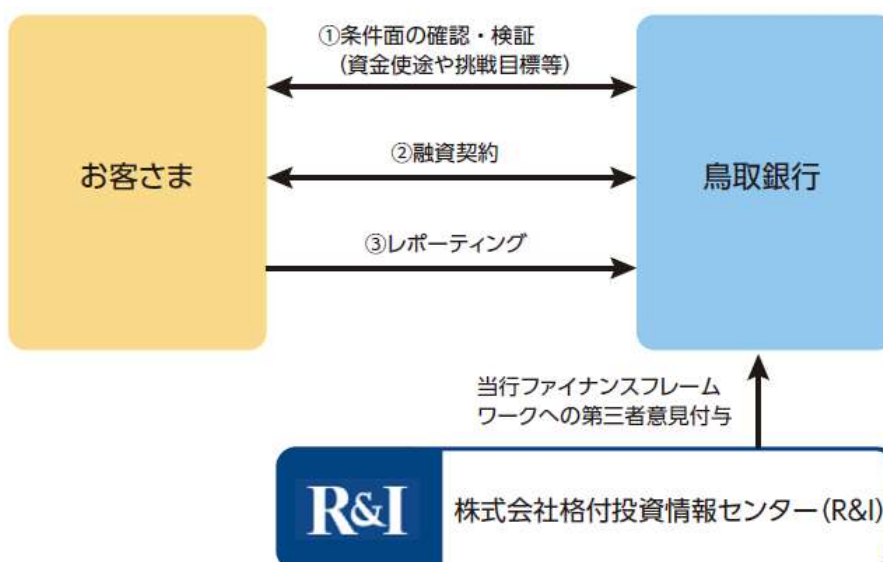 ①条件面の確認・検証
(資金使途や挑戦目標等)
お客さま
②融資契約
鳥取銀行
③レポーティング
当行ファイナンスフレーム
ワークへの第三者意見付与
R&I
株式会社格付投資情報センター(R&I)